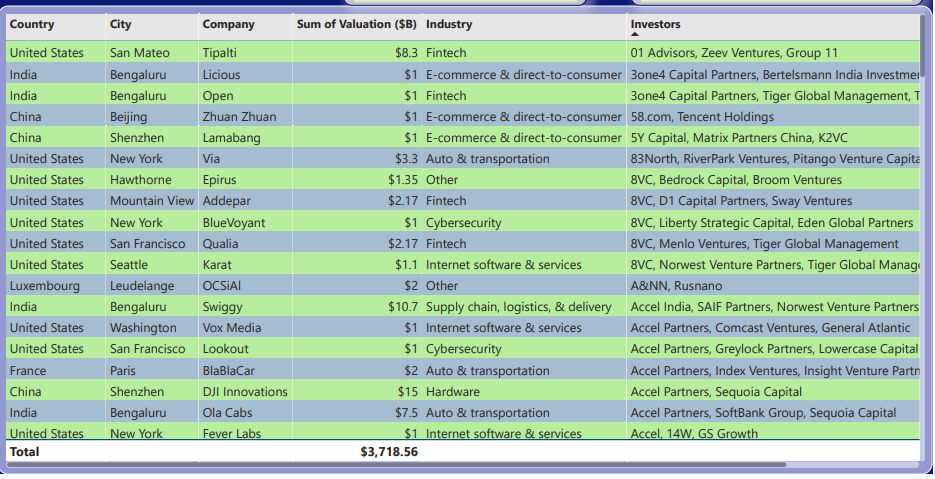 Country City Company Sum of Valuation ($B) Industry Investors
United States San Mateo Tipalti $8.3 Fintech 01 Advisors, Zeev Ventures, Group 11
India Bengaluru Licious $1 E-commerce & direct-to-consumer 3one4 Capital Partners, Bertelsmann India Investmer
India Bengaluru Open $1 Fintech 3one4 Capital Partners, Tiger Global Management, T
China Beijing Zhuan Zhuan $1 E-commerce & direct-to-consumer 58.com, Tencent Holdings
China Shenzhen Lamabang $1 E-commerce & direct-to-consumer 5Y Capital, Matrix Partners China, K2VC
United States New York Via $3.3 Auto & transportation 83North, RiverPark Ventures, Pitango Venture Capita
United States Hawthorne Epirus $1.35 Other 8VC, Bedrock Capital, Broom Ventures
United States Mountain View Addepar $2.17 Fintech 8VC, D1 Capital Partners, Sway Ventures
United States New York BlueVoyant $1 Cybersecurity 8VC, Liberty Strategic Capital, Eden Global Partners
United States San Francisco Qualia $2.17 Fintech 8VC, Menlo Ventures, Tiger Global Management
United States Seattle Karat $1.1 Internet software & services 8VC, Norwest Venture Partners, Tiger Global Manag
Luxembourg Leudelange OCSiAl $2 Other A&NN, Rusnano
India Bengaluru Swiggy $10.7 Supply chain, logistics, & delivery Accel India, SAIF Partners, Norwest Venture Partners
United States Washington Vox Media $1 Internet software & services Accel Partners, Comcast Ventures, General Atlantic
United States San Francisco Lookout $1 Cybersecurity Accel Partners, Greylock Partners, Lowercase Capital
France Paris BlaBlaCar $2 Auto & transportation Accel Partners, Index Ventures, Insight Venture Partn
China Shenzhen DJI Innovations $15 Hardware Accel Partners, Sequoia Capital
India Bengaluru Ola Cabs $7.5 Auto & transportation Accel Partners, SoftBank Group, Sequoia Capital
United States New York Fever Labs $1 Internet software & services Accel, 14W, GS Growth
Total $3,718.56